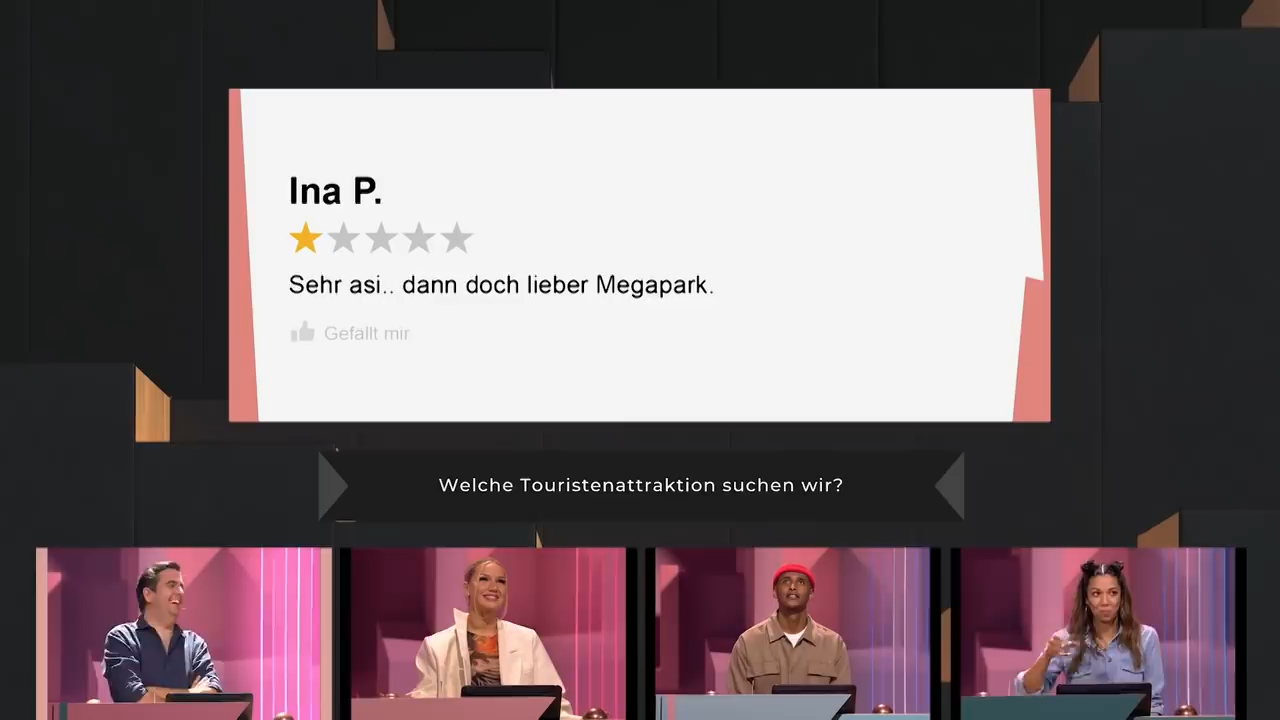 Ina P.
Sehr asi.. dann doch lieber Megapark.
Gefällt mir
Welche Touristenattraktion suchen wir?